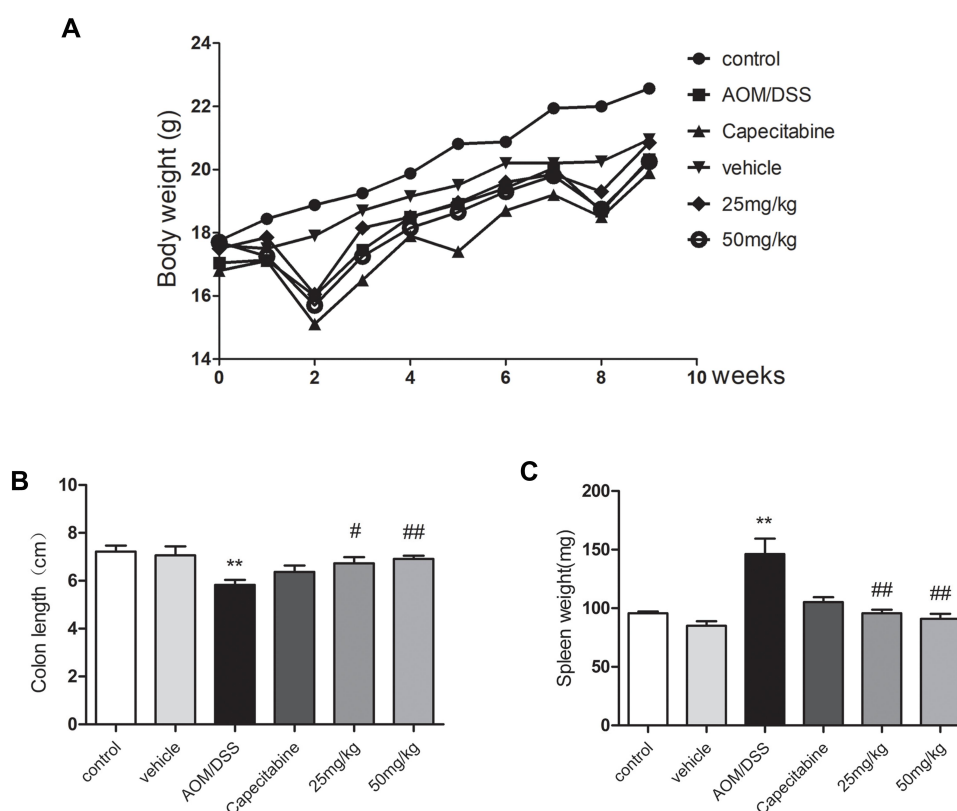 A
24
22
20
18
16
14
Body weight (g)
0 2 4 6 8 10 weeks
control
AOM/DSS
Capecitabine
vehicle
25mg/kg
50mg/kg
B
10
8
6
4
2
0
Colon length（cm）
**
#
##
control
vehicle
AOM/DSS
Capecitabine
25mg/kg
50mg/kg
C
200
150
100
50
0
Spleen weight(mg)
**
##
##
control
vehicle
AOM/DSS
Capecitabine
25mg/kg
50mg/kg